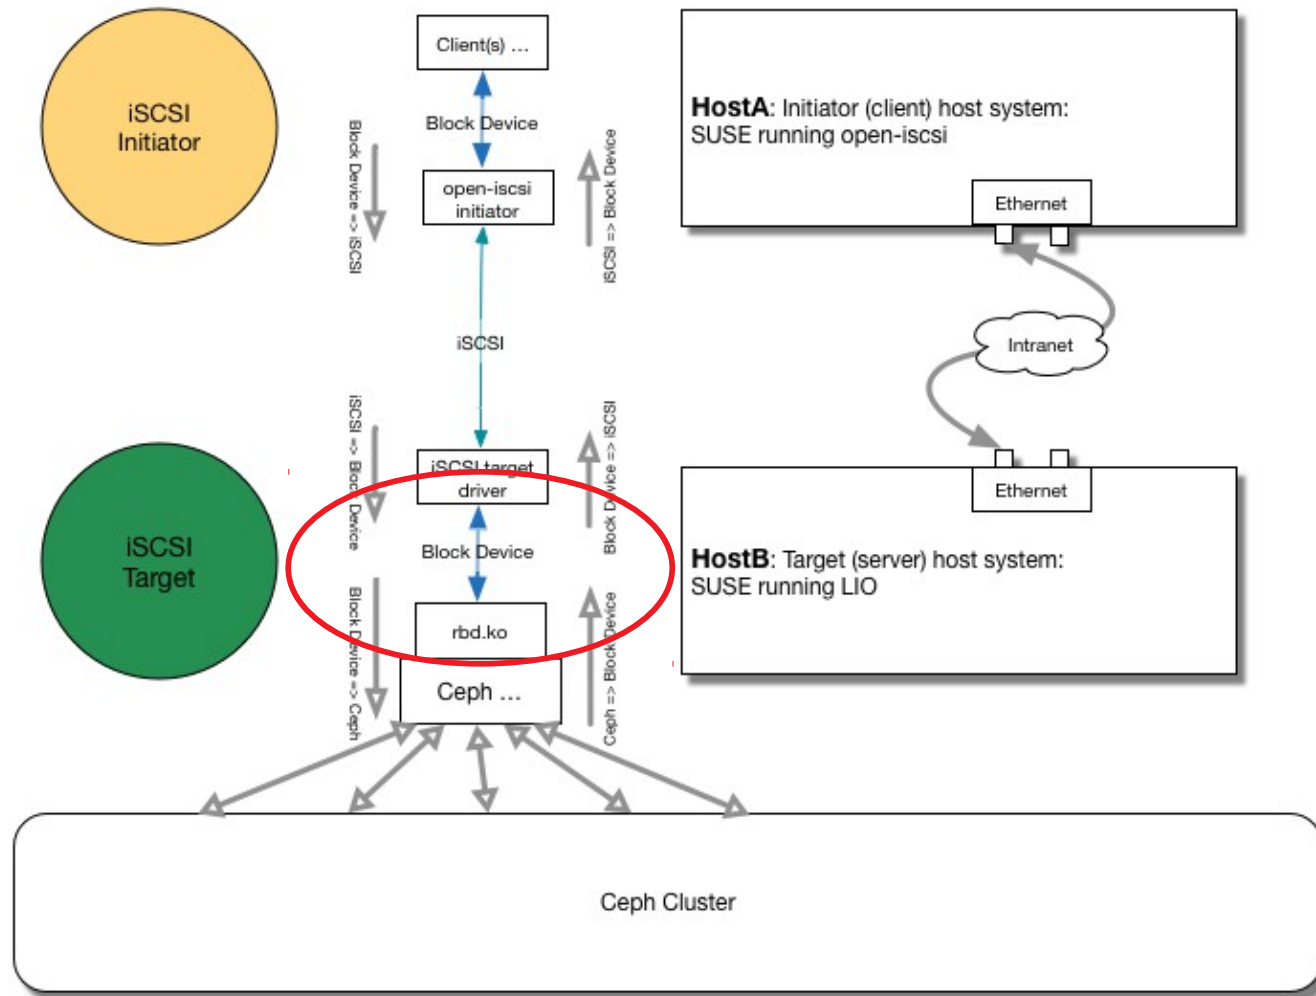 iSCSI
Initiator
Client(s) ...
Block Device
Block Device => iSCSI
iSCSI => Block Device
open-iscsi
initiator
HostA: Initiator (client) host system:
SUSE running open-iscsi
Ethernet
iSCSI
Intranet
iSCSI
Target
iSCSI => Block Device
Block Device => iSCSI
iSCSI target
driver
Block Device
Block Device => Ceph
Ceph => Block Device
rbd.ko
Ceph ...
Ethernet
HostB: Target (server) host system:
SUSE running LIO
Ceph Cluster